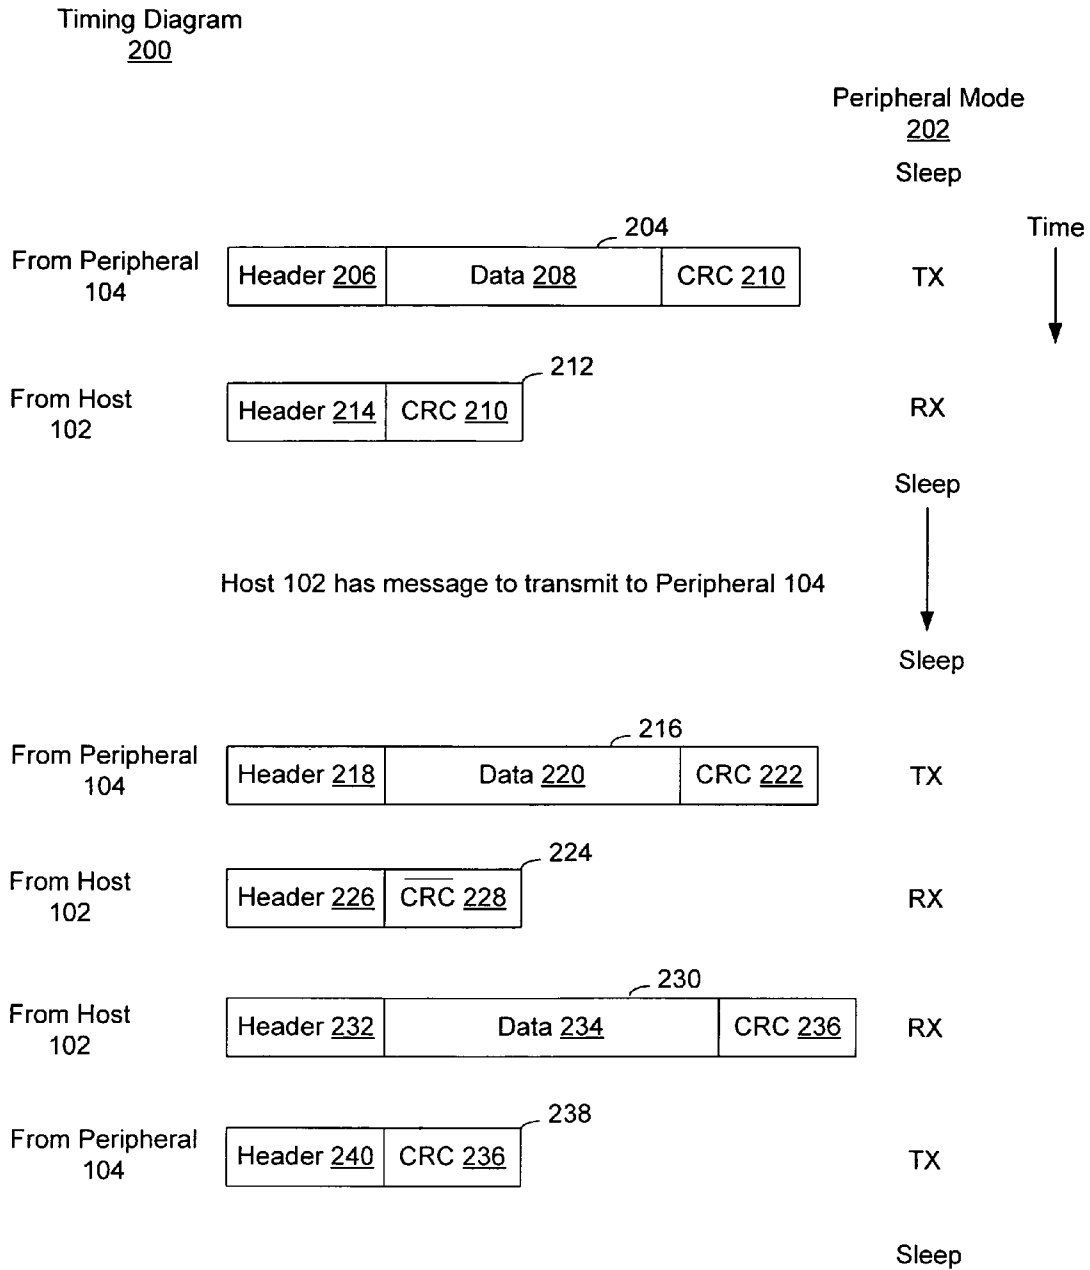 Timing Diagram
200
Peripheral Mode
202
Sleep
Time
From Peripheral
104
204
Header 206
Data 208
CRC 210
TX
From Host
102
212
Header 214
CRC 210
RX
Sleep
Host 102 has message to transmit to Peripheral 104
Sleep
From Peripheral
104
216
Header 218
Data 220
CRC 222
TX
From Host
102
224
Header 226
C̅R̅C̅ 228
RX
From Host
102
230
Header 232
Data 234
CRC 236
RX
From Peripheral
104
238
Header 240
CRC 236
TX
Sleep